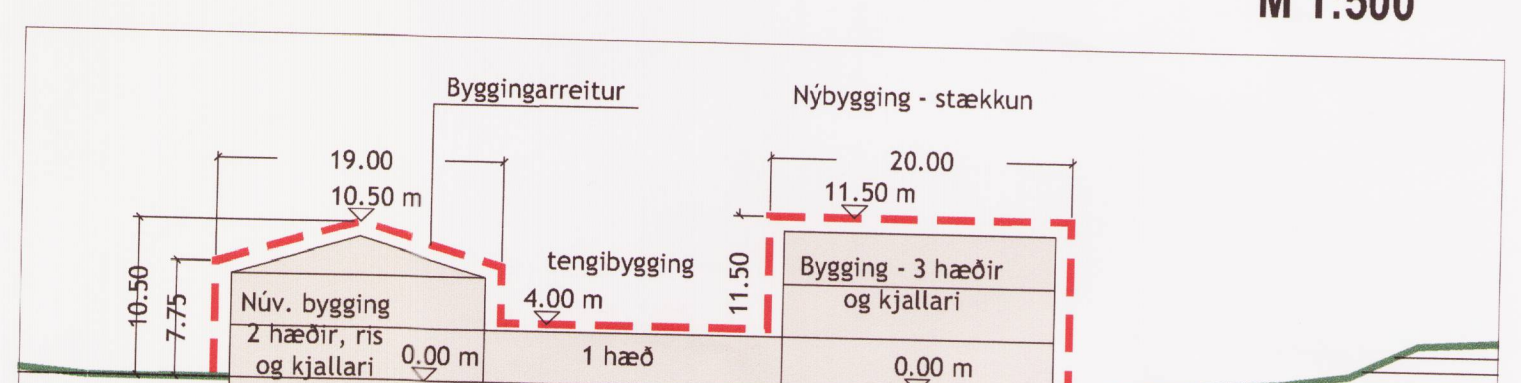 M 1:500
Byggingarreitur
Nýbygging - stækkun
19.00
20.00
10.50 m
11.50 m
tengibygging
4.00 m
10.50
7.75
11.50
Núv. bygging
2 hæðir, ris
og kjallari
0.00 m
1 hæð
Bygging - 3 hæðir
og kjallari
0.00 m